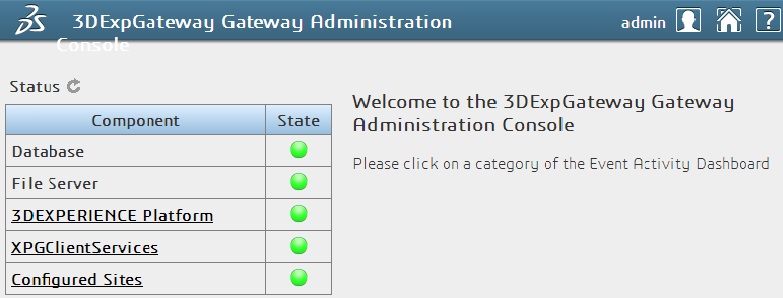 3DExpGateway Gateway Administration
Console
admin
?
Status
Component State
Database
File Server
3DEXPERIENCE Platform
XPGClientServices
Configured Sites
Welcome to the 3DExpGateway Gateway
Administration Console
Please click on a category of the Event Activity Dashboard